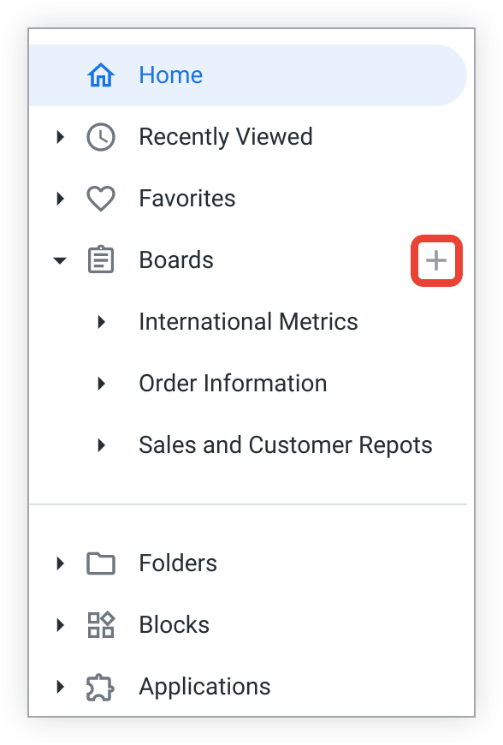 Home
Recently Viewed
Favorites
Boards
International Metrics
Order Information
Sales and Customer Repots
Folders
Blocks
Applications